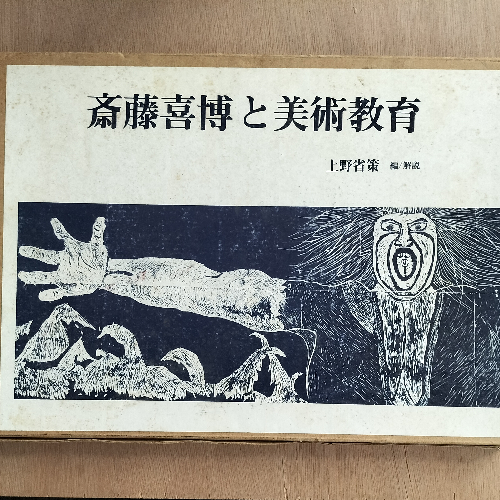 斎藤喜博と美術教育
上野省策 編/解説